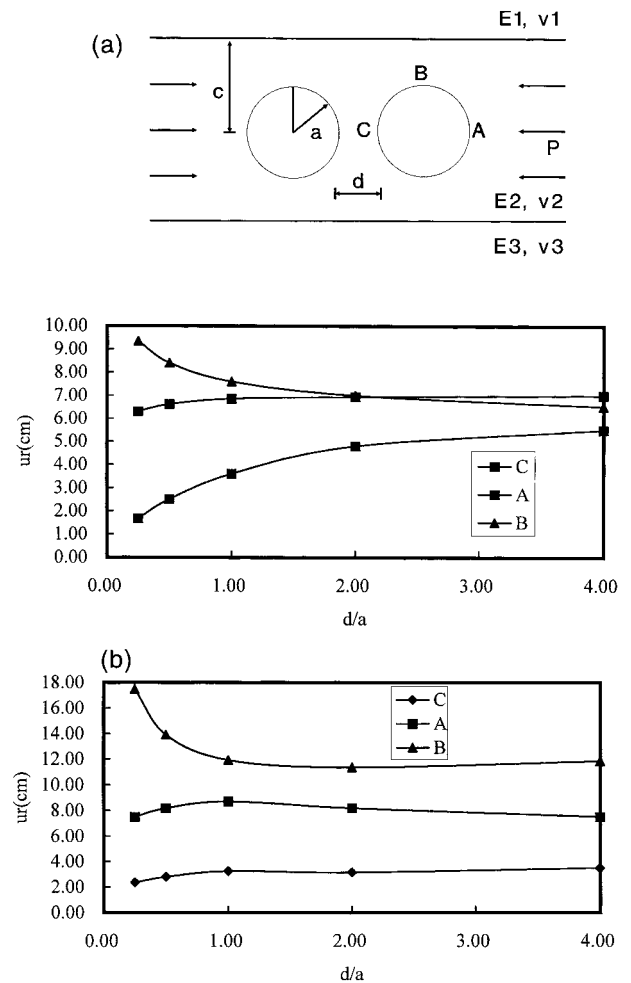 (a)
E1, v1
c
a
B
C
A
P
d
E2, v2
E3, v3
10.00
9.00
8.00
7.00
6.00
5.00
4.00
3.00
2.00
1.00
0.00
ur(cm)
C
A
B
0.00 1.00 2.00 3.00 4.00
d/a
(b)
18.00
16.00
14.00
12.00
10.00
8.00
6.00
4.00
2.00
0.00
ur(cm)
C
A
B
0.00 1.00 2.00 3.00 4.00
d/a